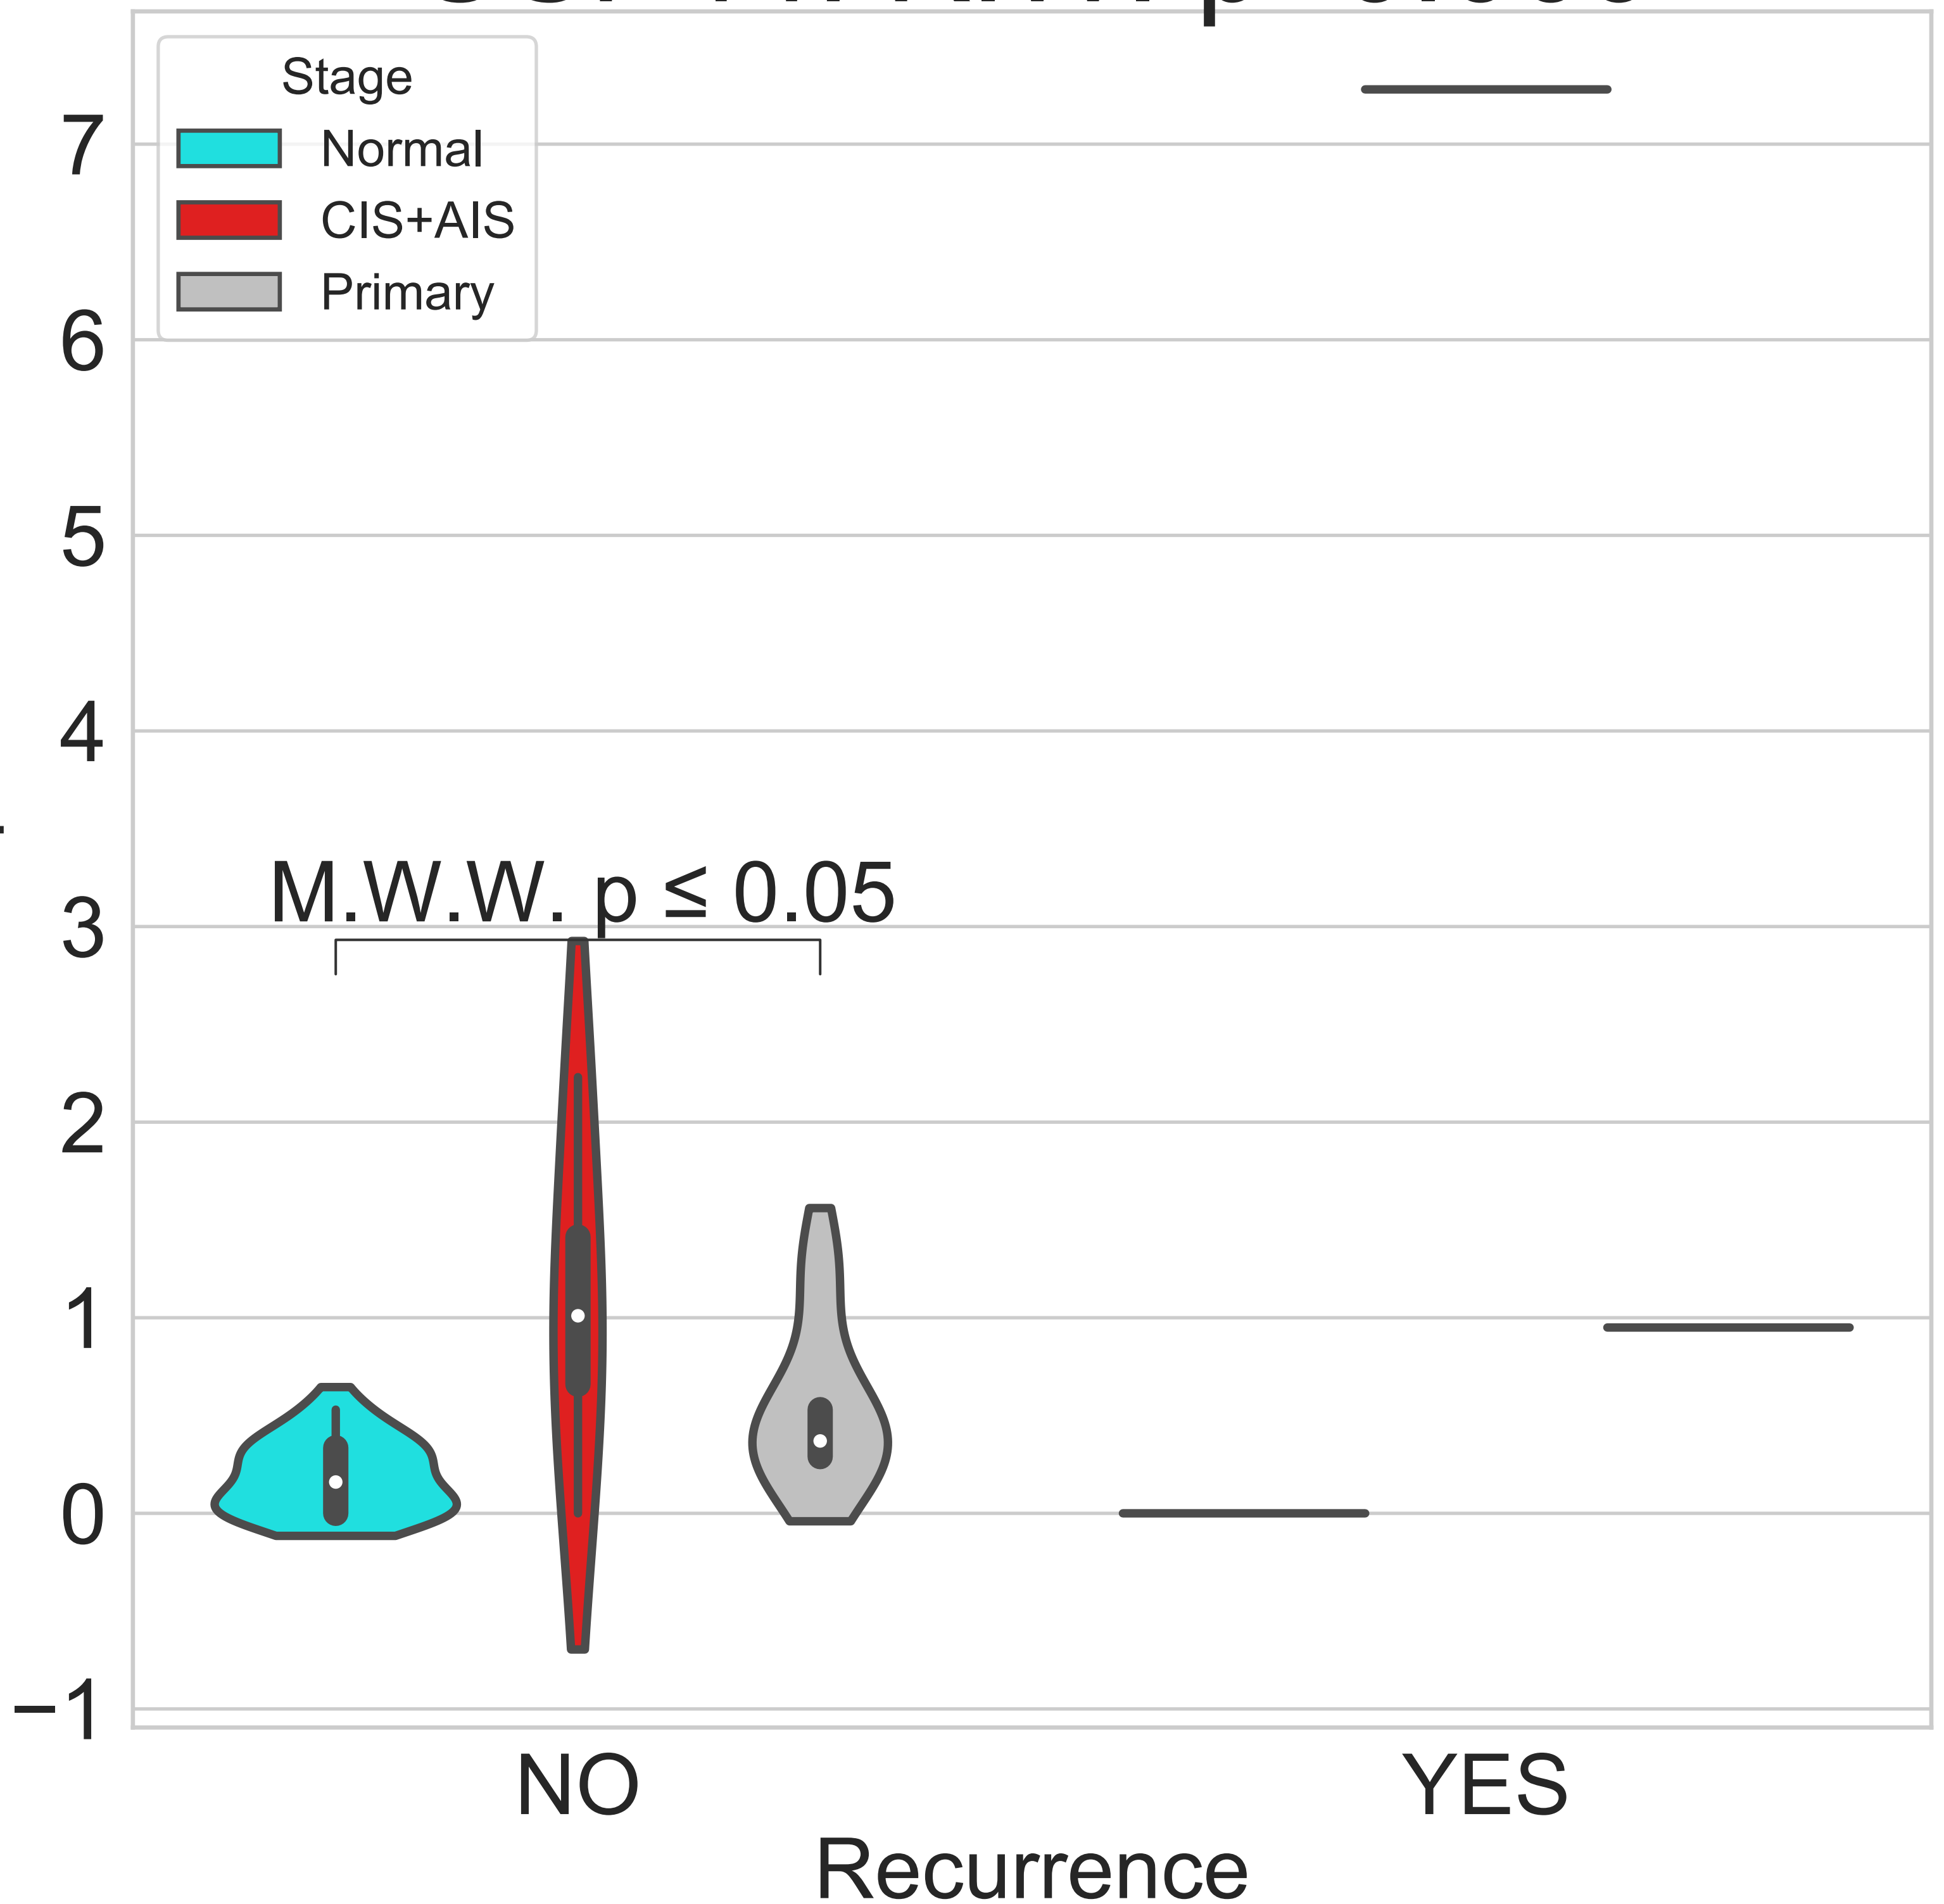 Stage
Normal
CIS+AIS
Primary
7
6
5
4
3
2
1
0
−1
M.W.W. p ≤ 0.05
NO YES
Recurrence